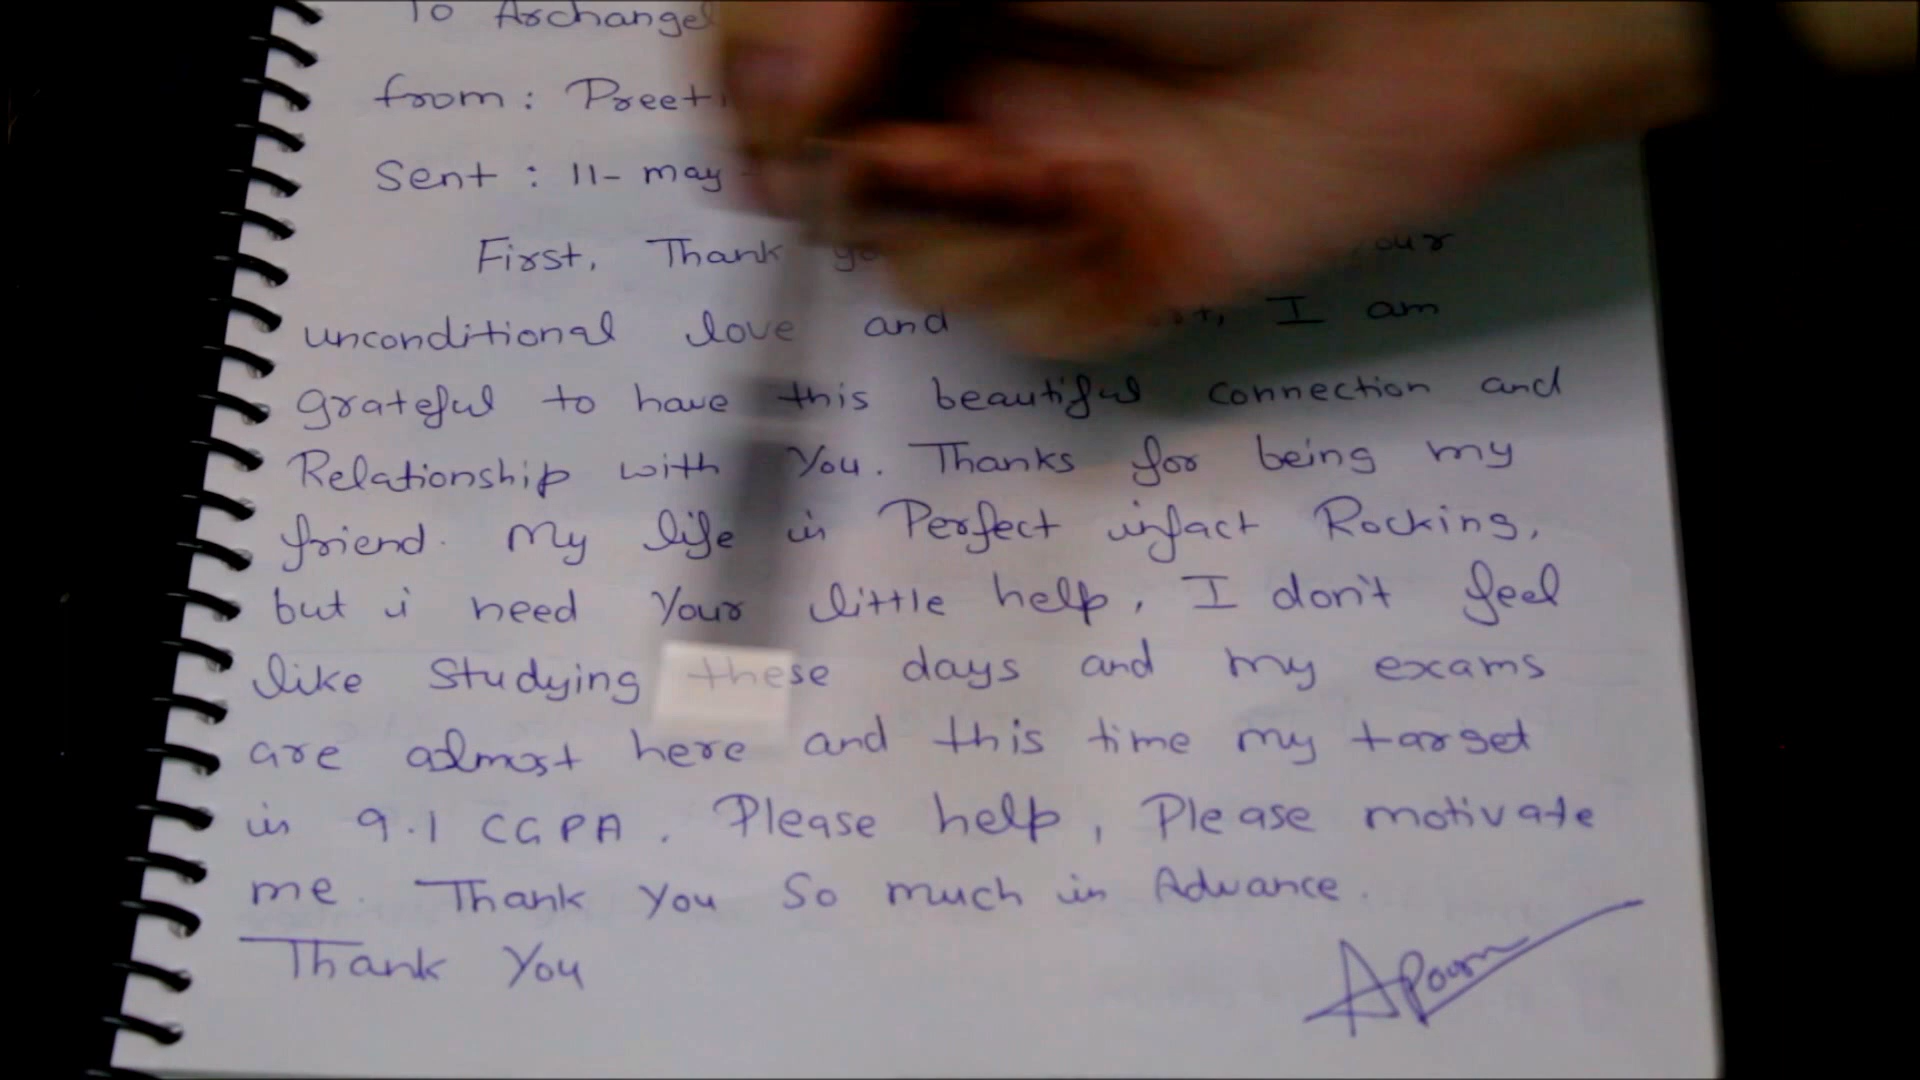 To Archangel
from: Preeti
Sent : 11- may
First, Thank
unconditional love and I am
grateful to have this beautiful connection and
Relationship with You. Thanks for being my
friend. My life is Perfect infact Rocking,
but i need Your little help, I don't feel
like Studying these days and my exams
are almost here and this time my target
is 9.1 CGPA. Please help, Please motivate
me. Thank You So much in Advance.
Thank You